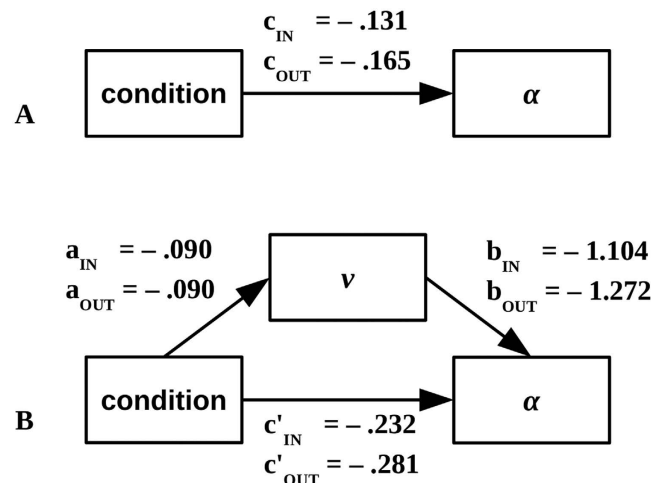 c_IN = – .131
c_OUT = – .165
condition
α
A
a_IN = – .090
a_OUT = – .090
v
b_IN = – 1.104
b_OUT = – 1.272
condition
α
B
c'_IN = – .232
c'_OUT = – .281